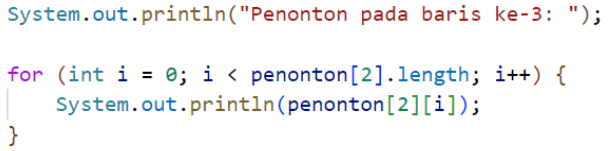 System.out.println("Penonton pada baris ke-3: ");
for (int i = 0; i < penonton[2].length; i++) {
    System.out.println(penonton[2][i]);
}